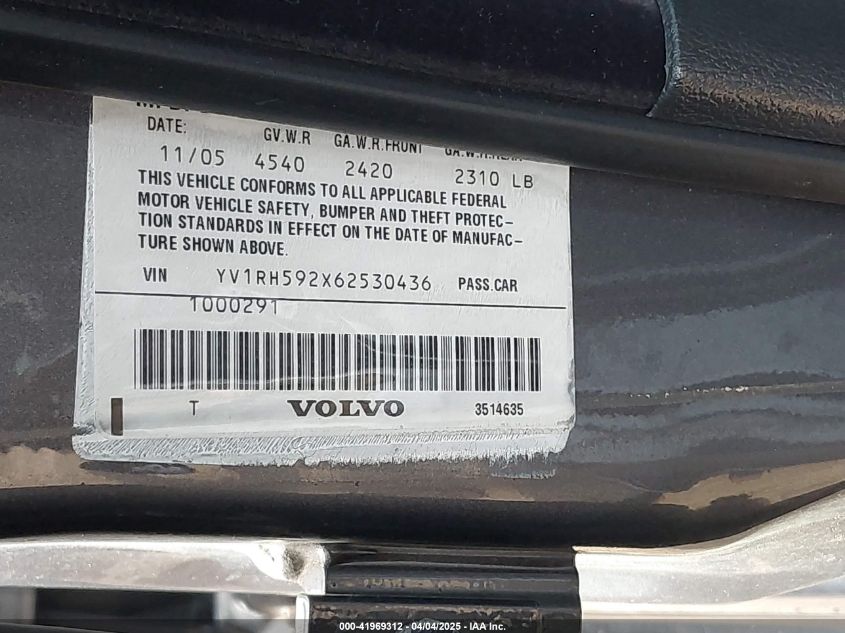 DATE: GV.W.R GA.W.R.FRONT GA.W.R.REAR
11/05 4540 2420 2310 LB
THIS VEHICLE CONFORMS TO ALL APPLICABLE FEDERAL
MOTOR VEHICLE SAFETY, BUMPER AND THEFT PROTEC-
TION STANDARDS IN EFFECT ON THE DATE OF MANUFAC-
TURE SHOWN ABOVE.
VIN YV1RH592X62530436 PASS.CAR
1000291
T VOLVO 3514635
000-41969312 - 04/04/2025 - IAA Inc.